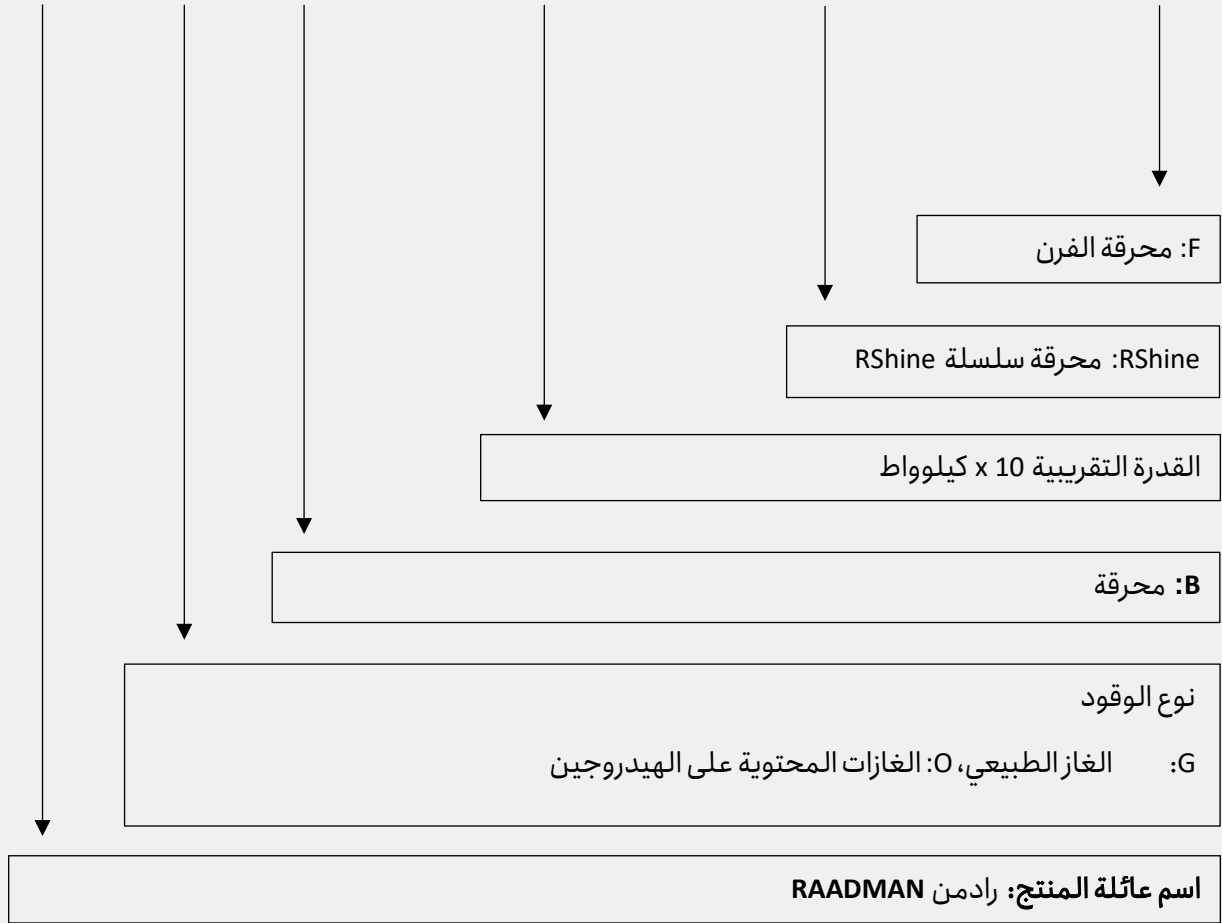 F: محرقة الفرن
RShine: محرقة سلسلة RShine
القدرة التقريبية 10 x كيلوواط
B: محرقة
نوع الوقود
G: الغاز الطبيعي، O: الغازات المحتوية على الهيدروجين
اسم عائلة المنتج: رادمن RAADMAN